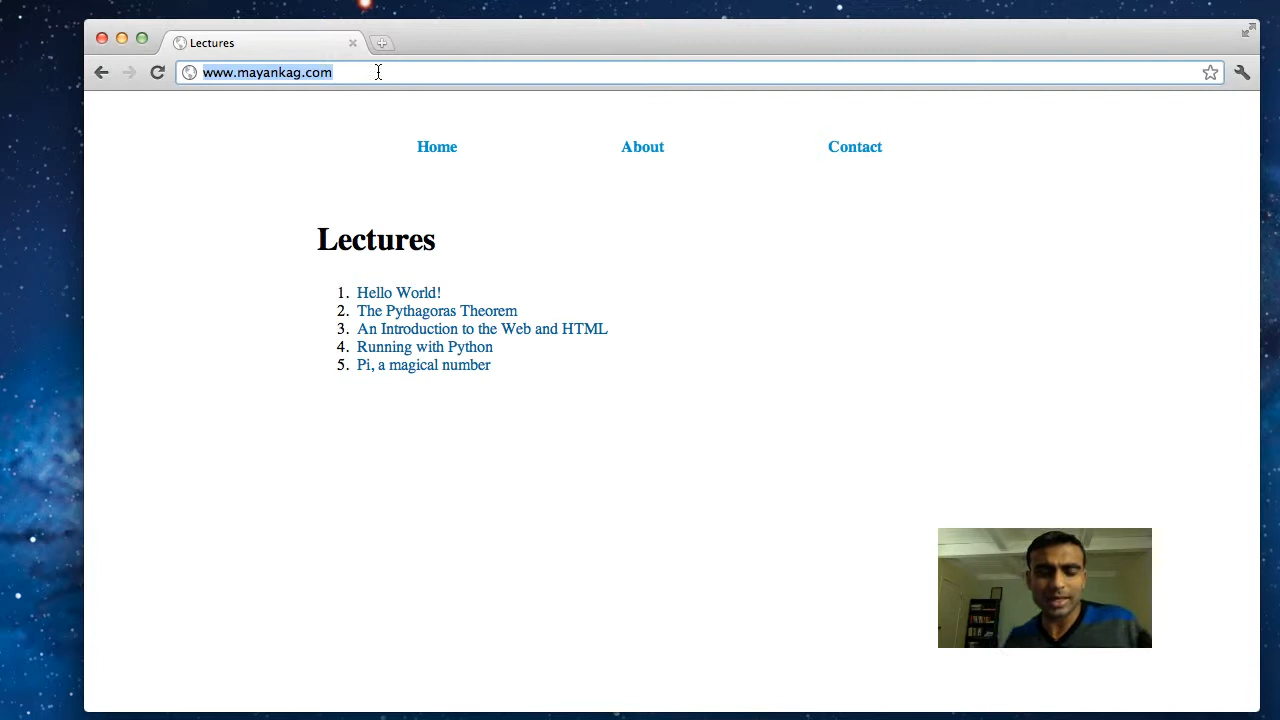 Lectures
www.mayankag.com
Home About Contact
Lectures
1. Hello World!
2. The Pythagoras Theorem
3. An Introduction to the Web and HTML
4. Running with Python
5. Pi, a magical number